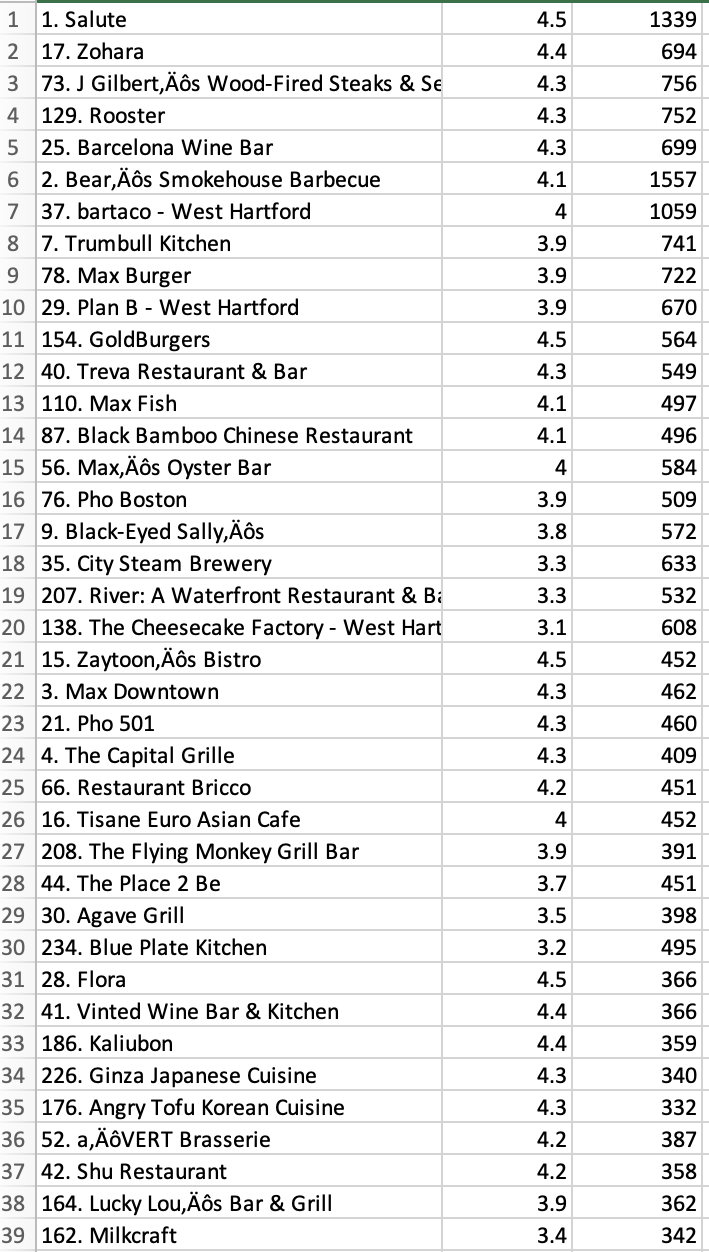 1 1. Salute 4.5 1339
2 17. Zohara 4.4 694
3 73. J Gilbert‚Äôs Wood-Fired Steaks & Se 4.3 756
4 129. Rooster 4.3 752
5 25. Barcelona Wine Bar 4.3 699
6 2. Bear‚Äôs Smokehouse Barbecue 4.1 1557
7 37. bartaco - West Hartford 4 1059
8 7. Trumbull Kitchen 3.9 741
9 78. Max Burger 3.9 722
10 29. Plan B - West Hartford 3.9 670
11 154. GoldBurgers 4.5 564
12 40. Treva Restaurant & Bar 4.3 549
13 110. Max Fish 4.1 497
14 87. Black Bamboo Chinese Restaurant 4.1 496
15 56. Max‚Äôs Oyster Bar 4 584
16 76. Pho Boston 3.9 509
17 9. Black-Eyed Sally‚Äôs 3.8 572
18 35. City Steam Brewery 3.3 633
19 207. River: A Waterfront Restaurant & Ba 3.3 532
20 138. The Cheesecake Factory - West Hart 3.1 608
21 15. Zaytoon‚Äôs Bistro 4.5 452
22 3. Max Downtown 4.3 462
23 21. Pho 501 4.3 460
24 4. The Capital Grille 4.3 409
25 66. Restaurant Bricco 4.2 451
26 16. Tisane Euro Asian Cafe 4 452
27 208. The Flying Monkey Grill Bar 3.9 391
28 44. The Place 2 Be 3.7 451
29 30. Agave Grill 3.5 398
30 234. Blue Plate Kitchen 3.2 495
31 28. Flora 4.5 366
32 41. Vinted Wine Bar & Kitchen 4.4 366
33 186. Kaliubon 4.4 359
34 226. Ginza Japanese Cuisine 4.3 340
35 176. Angry Tofu Korean Cuisine 4.3 332
36 52. a‚ÄôVERT Brasserie 4.2 387
37 42. Shu Restaurant 4.2 358
38 164. Lucky Lou‚Äôs Bar & Grill 3.9 362
39 162. Milkcraft 3.4 342